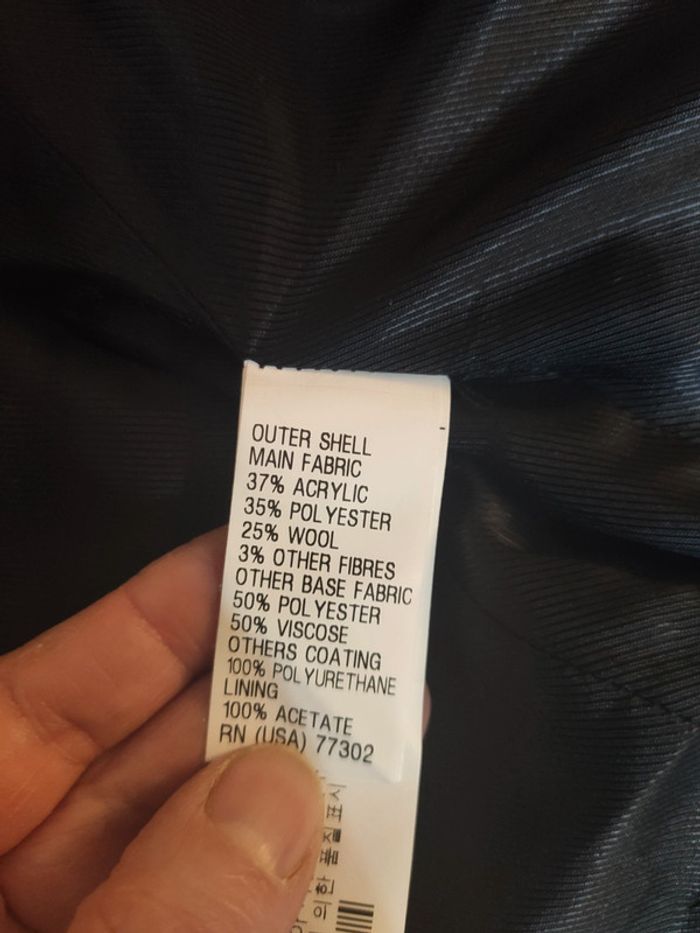 OUTER SHELL
MAIN FABRIC
37% ACRYLIC
35% POLYESTER
25% WOOL
3% OTHER FIBRES
OTHER BASE FABRIC
50% POLYESTER
50% VISCOSE
OTHERS COATING
100% POLYURETHANE
LINING
100% ACETATE
RN (USA) 77302